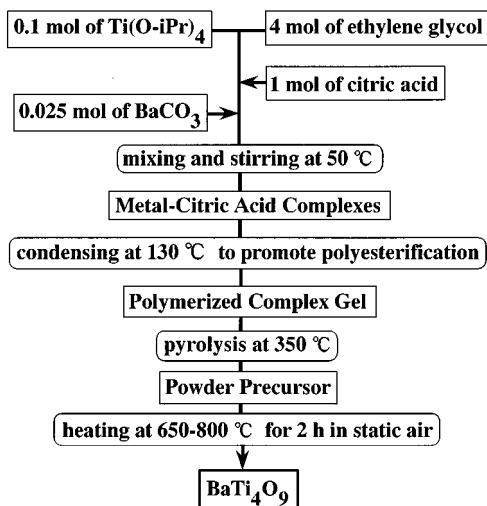 0.1 mol of Ti(O-iPr)4
4 mol of ethylene glycol
1 mol of citric acid
0.025 mol of BaCO3
mixing and stirring at 50 ℃
Metal-Citric Acid Complexes
condensing at 130 ℃ to promote polyesterification
Polymerized Complex Gel
pyrolysis at 350 ℃
Powder Precursor
heating at 650-800 ℃ for 2 h in static air
BaTi4O9